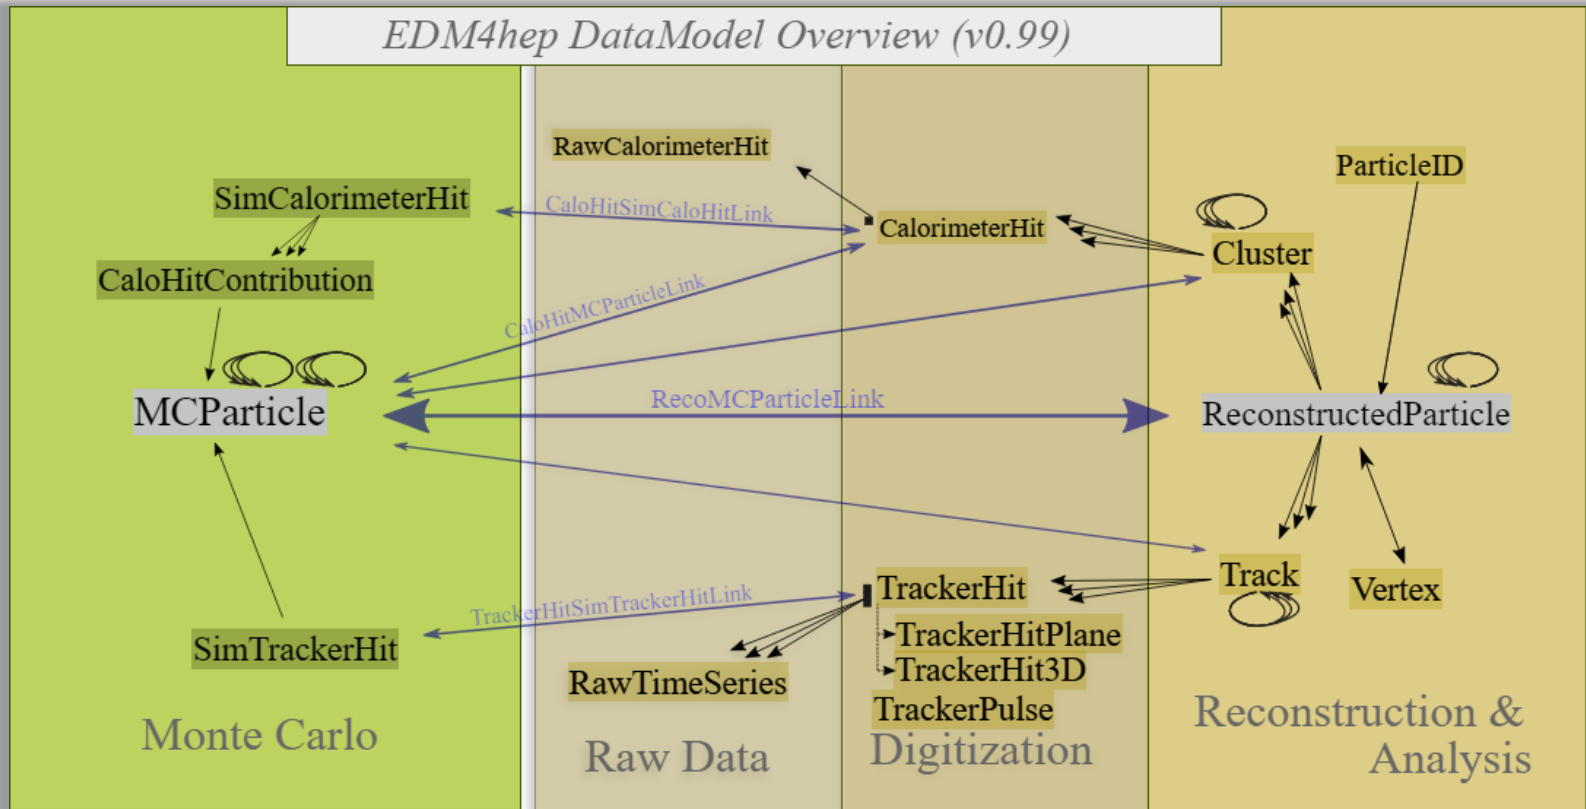 EDM4hep DataModel Overview (v0.99)
RawCalorimeterHit
ParticleID
SimCalorimeterHit
CaloHitSimCaloHitLink
CalorimeterHit
Cluster
CaloHitContribution
CaloHitMCParticleLink
MCParticle
RecoMCParticleLink
ReconstructedParticle
Track
Vertex
TrackerHit
TrackerHitSimTrackerHitLink
TrackerHitPlane
SimTrackerHit
TrackerHit3D
RawTimeSeries
TrackerPulse
Monte Carlo
Raw Data
Digitization
Reconstruction &
Analysis